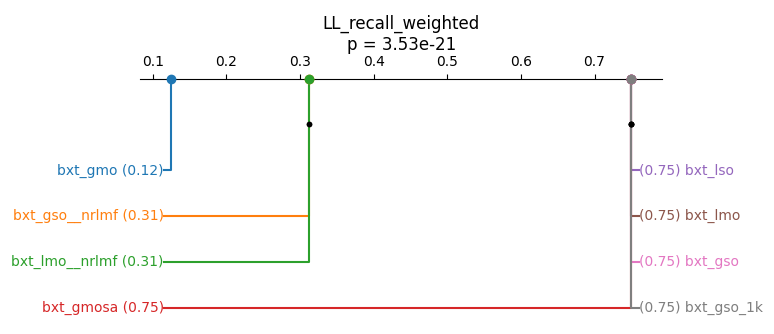 LL_recall_weighted
p = 3.53e-21
0.1 0.2 0.3 0.4 0.5 0.6 0.7
bxt_gmo (0.12) (0.75) bxt_lso
bxt_gso__nrlmf (0.31) (0.75) bxt_lmo
bxt_lmo__nrlmf (0.31) (0.75) bxt_gso
bxt_gmosa (0.75) (0.75) bxt_gso_1k